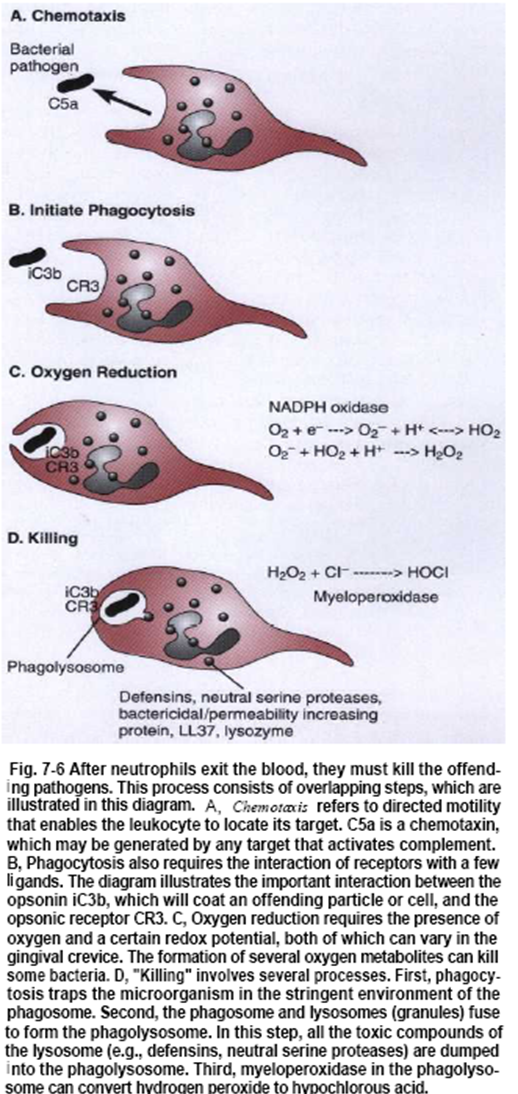 A. Chemotaxis
Bacterial
pathogen
C5a
B. Initiate Phagocytosis
iC3b
CR3
C. Oxygen Reduction
NADPH oxidase
O₂ + e⁻ ---> O₂⁻ + H⁺ <---> HO₂
O₂⁻ + HO₂ + H⁺ ---> H₂O₂
iC3b
CR3
D. Killing
H₂O₂ + Cl⁻ -------> HOCl
Myeloperoxidase
iC3b
CR3
Phagolysosome
Defensins, neutral serine proteases,
bactericidal/permeability increasing
protein, LL37, lysozyme
Fig. 7-6 After neutrophils exit the blood, they must kill the offend-
ing pathogens. This process consists of overlapping steps, which are
illustrated in this diagram. A, Chemotaxis refers to directed motility
that enables the leukocyte to locate its target. C5a is a chemotaxin,
which may be generated by any target that activates complement.
B, Phagocytosis also requires the interaction of receptors with a few
ligands. The diagram illustrates the important interaction between the
opsonin iC3b, which will coat an offending particle or cell, and the
opsonic receptor CR3. C, Oxygen reduction requires the presence of
oxygen and a certain redox potential, both of which can vary in the
gingival crevice. The formation of several oxygen metabolites can kill
some bacteria. D, "Killing" involves several processes. First, phagocy-
tosis traps the microorganism in the stringent environment of the
phagosome. Second, the phagosome and lysosomes (granules) fuse
to form the phagolysosome. In this step, all the toxic compounds of
the lysosome (e.g., defensins, neutral serine proteases) are dumped
into the phagolysosome. Third, myeloperoxidase in the phagolyso-
some can convert hydrogen peroxide to hypochlorous acid.